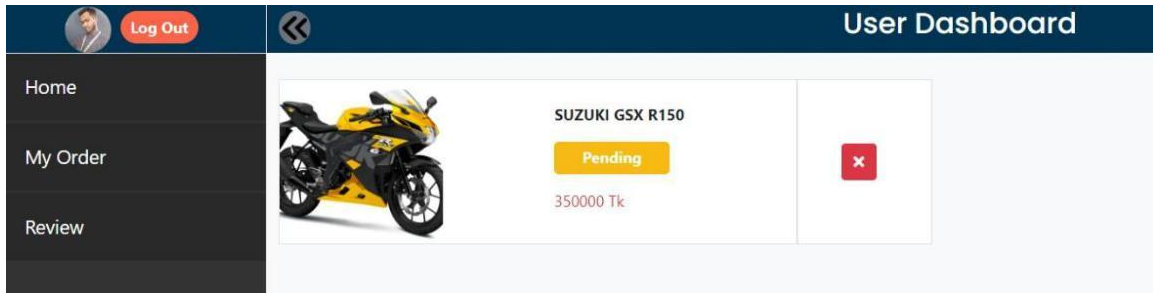 Log Out
User Dashboard
Home
My Order
Review
SUZUKI GSX R150
Pending
350000 Tk